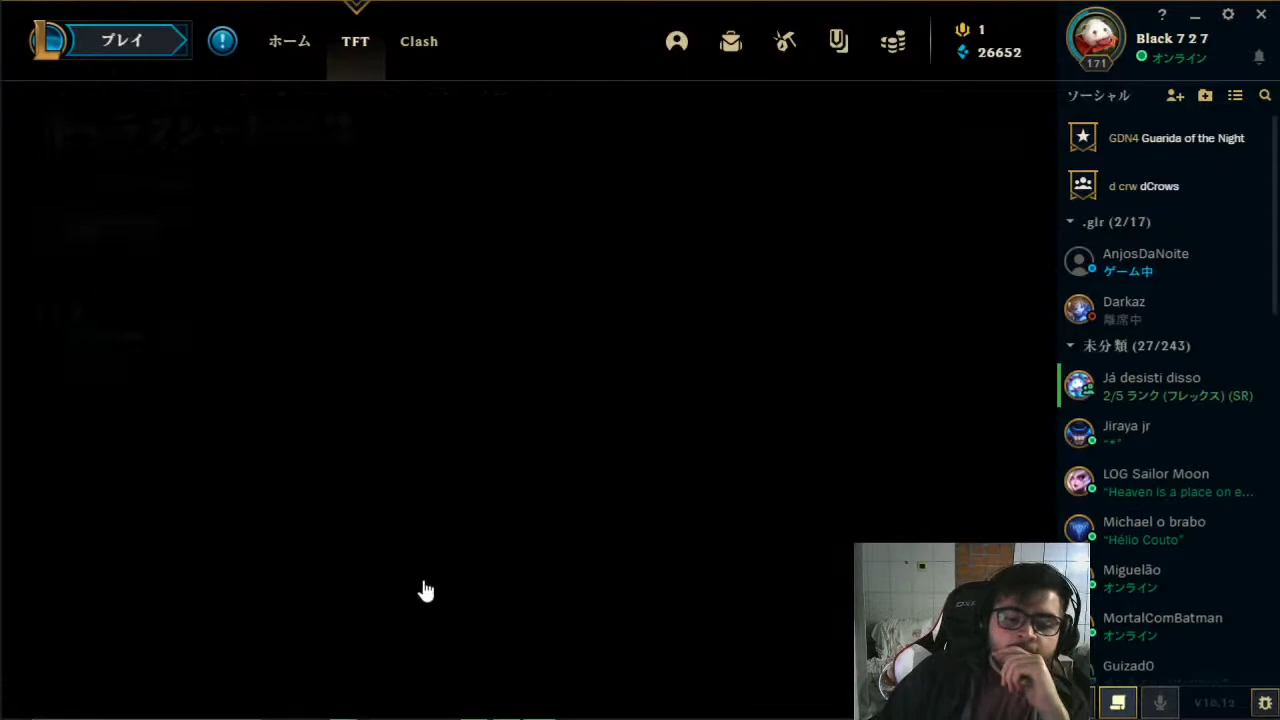 プレイ
ホーム
TFT
Clash
1
26652
171
Black 7 2 7
オンライン
ソーシャル
GDN4 Guarida of the Night
d crw dCrows
.glr (2/17)
AnjosDaNoite
ゲーム中
Darkaz
離席中
未分類 (27/243)
Já desisti disso
2/5 ランク (フレックス) (SR)
Jiraya jr
"*"
LOG Sailor Moon
"Heaven is a place on e...
Michael o brabo
"Hélio Couto"
Miguelão
オンライン
MortalComBatman
オンライン
Guizad0